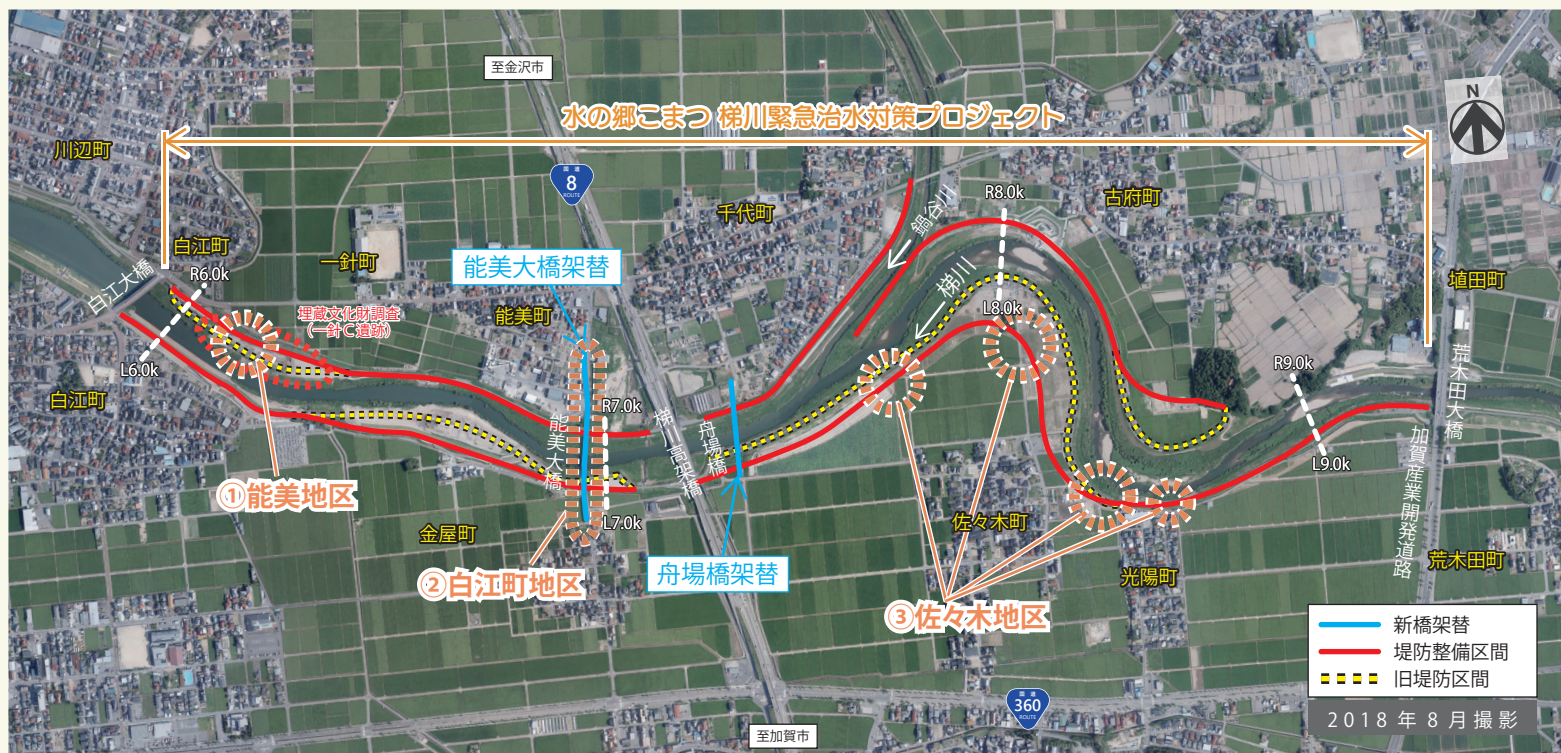 至金沢市
水の郷こまつ 梯川緊急治水対策プロジェクト
N
川辺町
国道
8
ROUTE
千代町
鍋谷川
R8.0k
古府町
白江町
一針町
能美大橋架替
埴田町
白江大橋
R6.0k
埋蔵文化財調査
(一針C遺跡)
能美町
梯川
L8.0k
L6.0k
白江町
R7.0k
能美大橋
梯川高架橋
舟場橋
R9.0k
荒木田大橋
L9.0k
加賀産業開発道路
①能美地区
金屋町
L7.0k
佐々木町
②白江町地区
舟場橋架替
光陽町
荒木田町
③佐々木地区
新橋架替
堤防整備区間
旧堤防区間
2018年8月撮影
国道
360
ROUTE
至加賀市